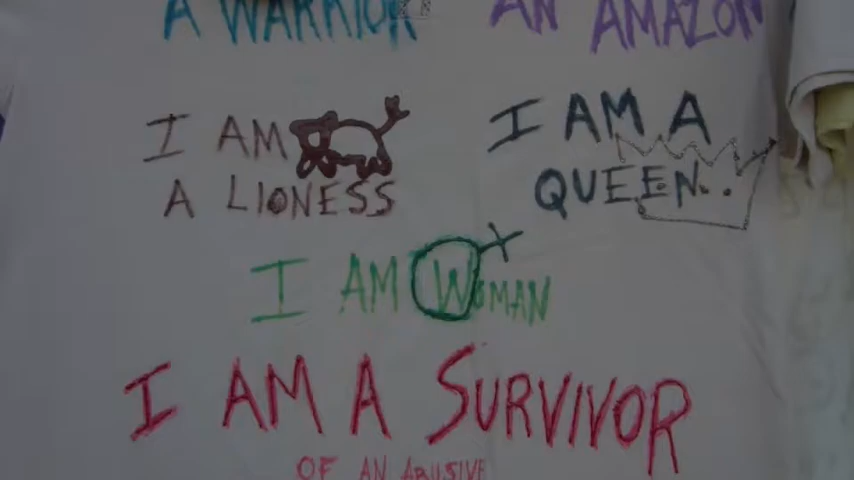 A WARRIOR
AN AMAZON
I AM
A LIONESS
I AM A
QUEEN..
I AM WOMAN
I AM A SURVIVOR
OF AN ABUSIVE